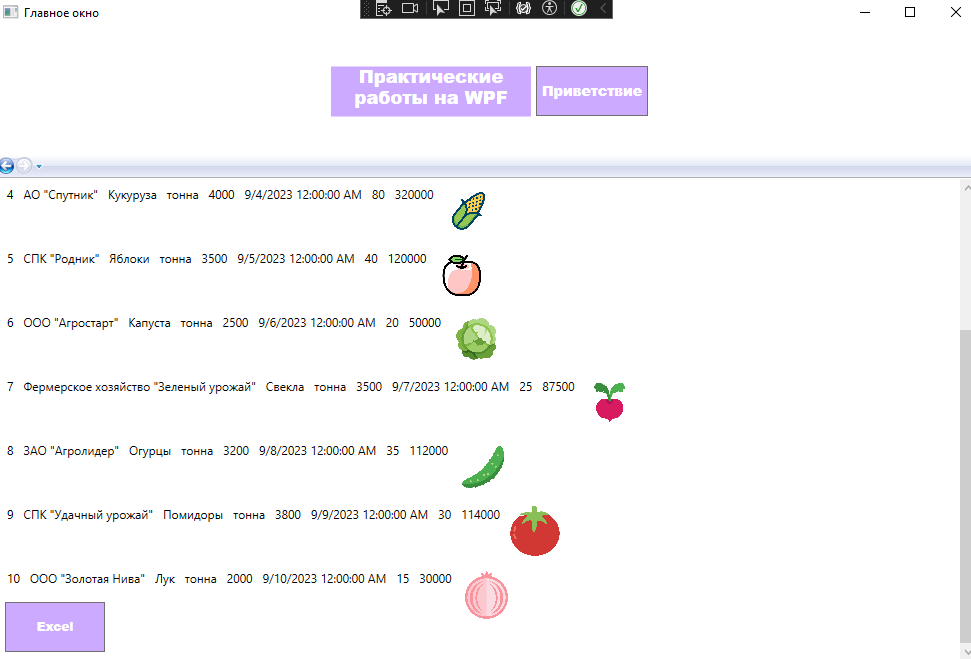 Главное окно
Практические
работы на WPF
Приветствие
4 АО "Спутник" Кукуруза тонна 4000 9/4/2023 12:00:00 AM 80 320000
5 СПК "Родник" Яблоки тонна 3500 9/5/2023 12:00:00 AM 40 120000
6 ООО "Агростарт" Капуста тонна 2500 9/6/2023 12:00:00 AM 20 50000
7 Фермерское хозяйство "Зеленый урожай" Свекла тонна 3500 9/7/2023 12:00:00 AM 25 87500
8 ЗАО "Агролидер" Огурцы тонна 3200 9/8/2023 12:00:00 AM 35 112000
9 СПК "Удачный урожай" Помидоры тонна 3800 9/9/2023 12:00:00 AM 30 114000
10 ООО "Золотая Нива" Лук тонна 2000 9/10/2023 12:00:00 AM 15 30000
Excel